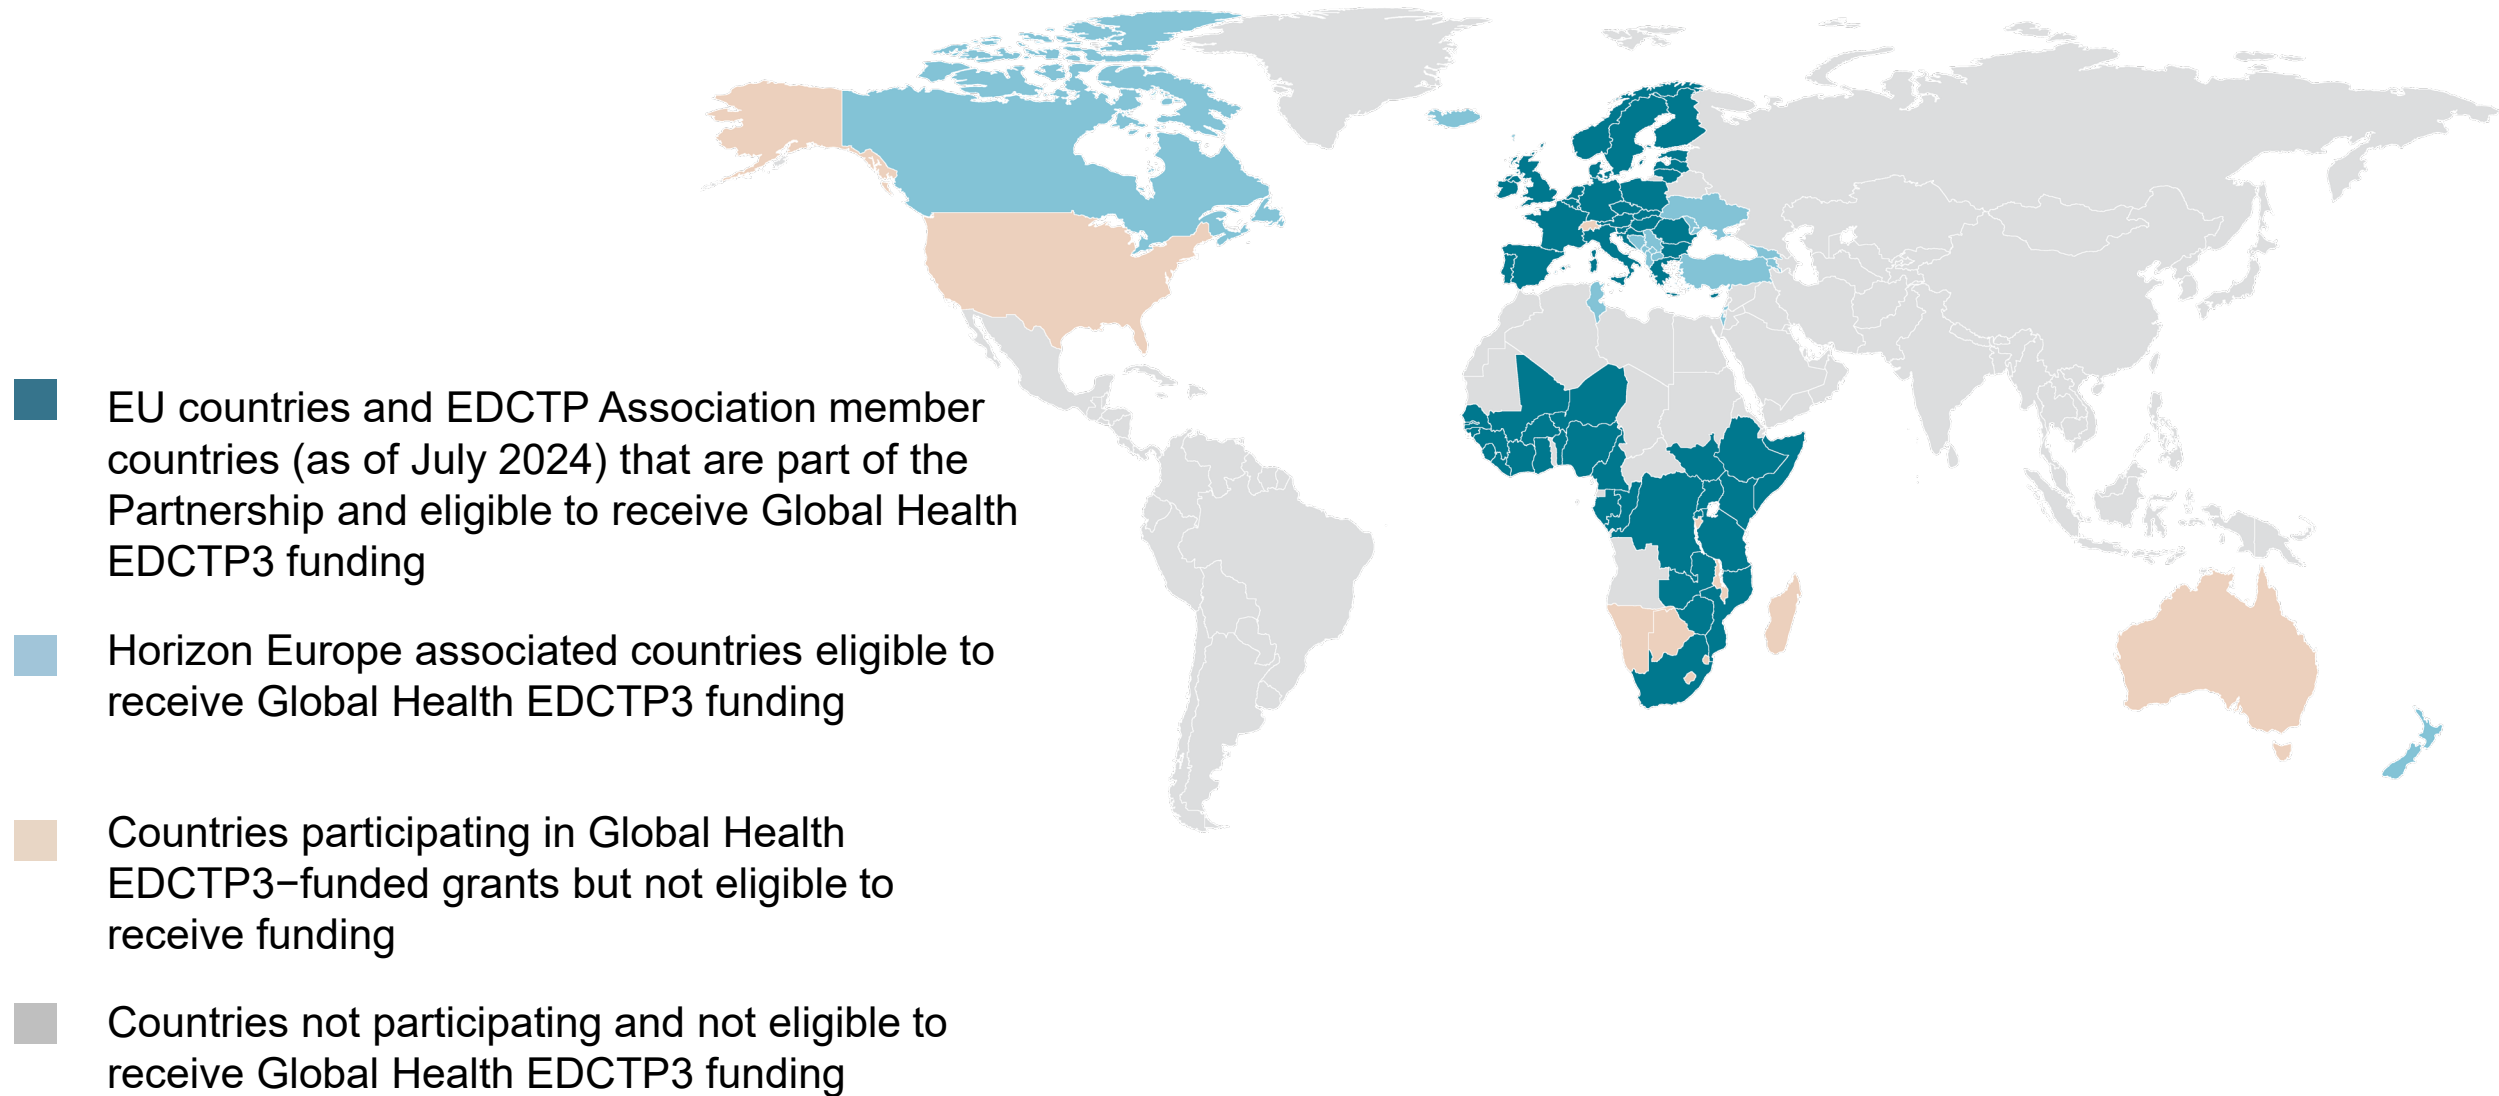 EU countries and EDCTP Association member
countries (as of July 2024) that are part of the
Partnership and eligible to receive Global Health
EDCTP3 funding
Horizon Europe associated countries eligible to
receive Global Health EDCTP3 funding
Countries participating in Global Health
EDCTP3−funded grants but not eligible to
receive funding
Countries not participating and not eligible to
receive Global Health EDCTP3 funding